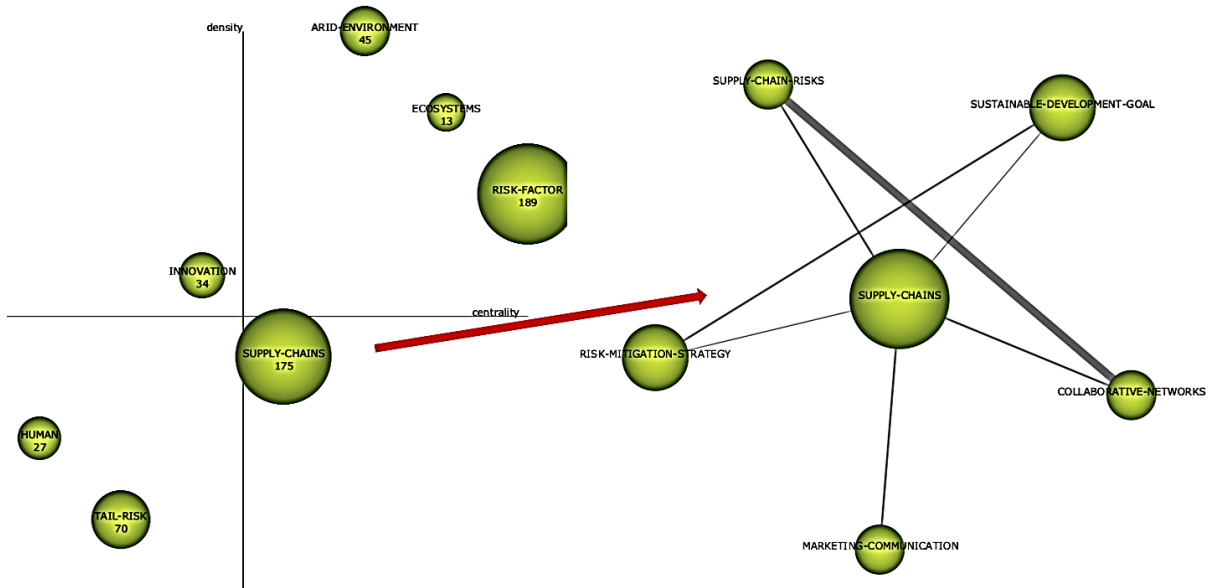 density
ARID-ENVIRONMENT
45
ECOSYSTEMS
13
RISK-FACTOR
189
INNOVATION
34
centrality
SUPPLY-CHAINS
175
HUMAN
27
TAIL-RISK
70
SUPPLY-CHAIN-RISKS
SUSTAINABLE-DEVELOPMENT-GOAL
SUPPLY-CHAINS
RISK-MITIGATION-STRATEGY
COLLABORATIVE-NETWORKS
MARKETING-COMMUNICATION